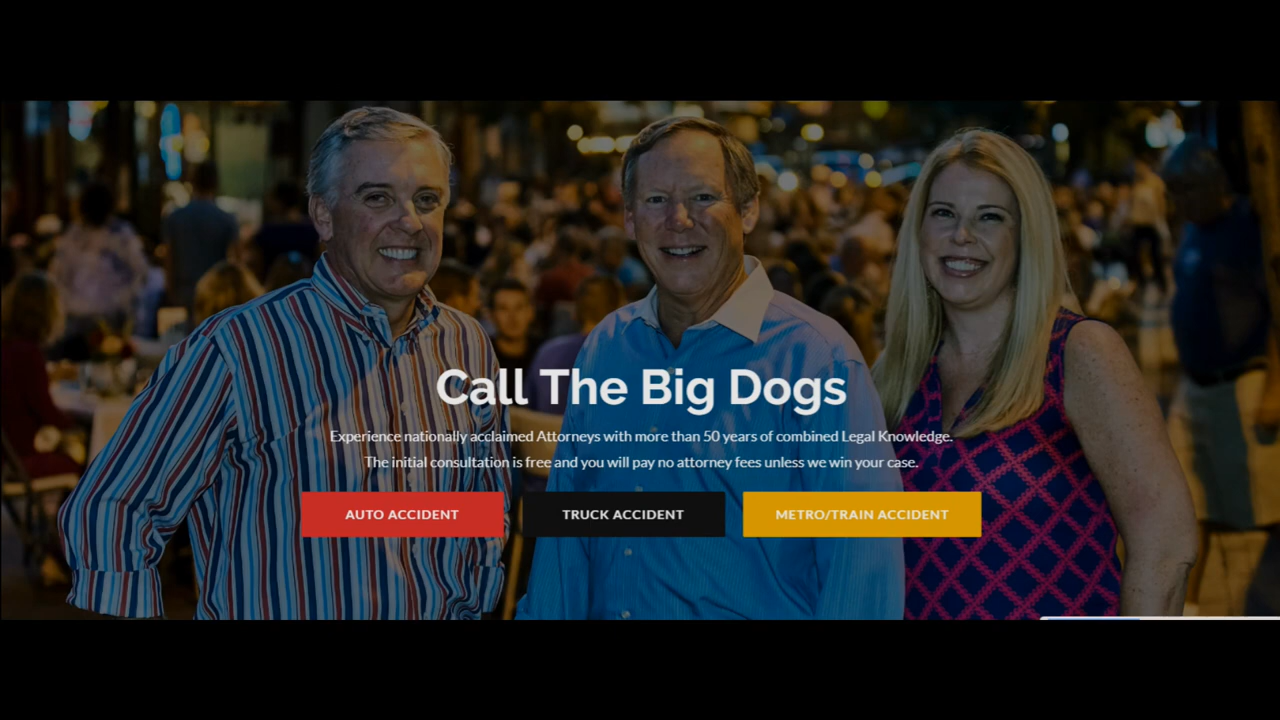 Call The Big Dogs
Experience nationally acclaimed Attorneys with more than 50 years of combined Legal Knowledge.
The initial consultation is free and you will pay no attorney fees unless we win your case.
AUTO ACCIDENT
TRUCK ACCIDENT
METRO/TRAIN ACCIDENT